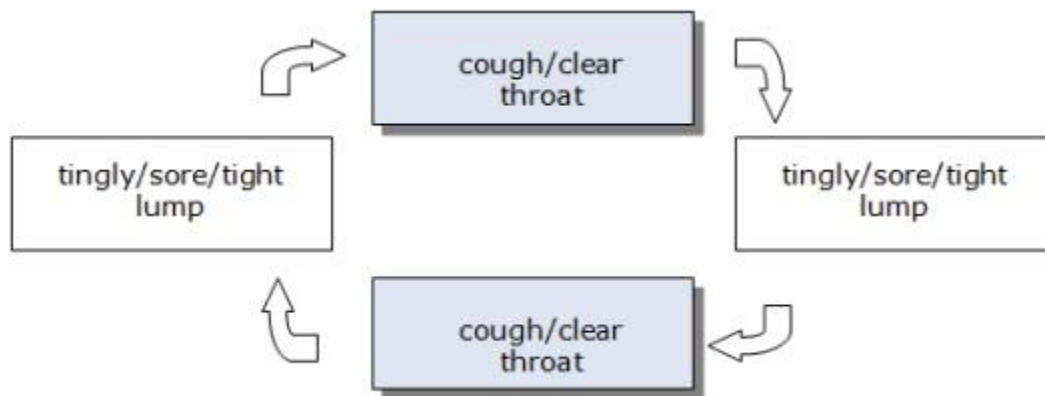 cough/clear
throat
tingly/sore/tight
lump
tingly/sore/tight
lump
cough/clear
throat